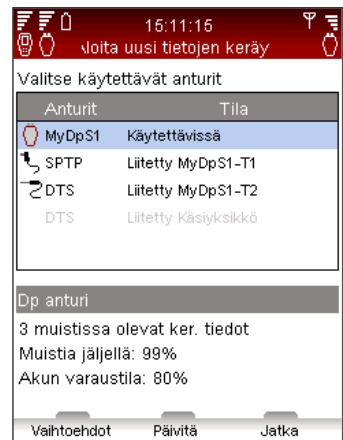 15:11:15
Aloita uusi tietojen keräy
Valitse käytettävät anturit
Anturit Tila
MyDpS1 Käytettävissä
SPTP Liitetty MyDpS1-T1
DTS Liitetty MyDpS1-T2
DTS Liitetty Käsiyksikkö
Dp anturi
3 muistissa olevat ker. tiedot
Muistia jäljellä: 99%
Akun varaustila: 80%
Vaihtoehdot Päivitä Jatka